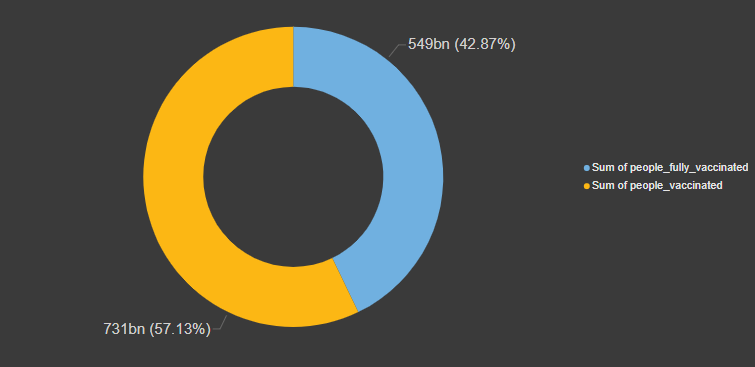 549bn (42.87%)
Sum of people_fully_vaccinated
Sum of people_vaccinated
731bn (57.13%)